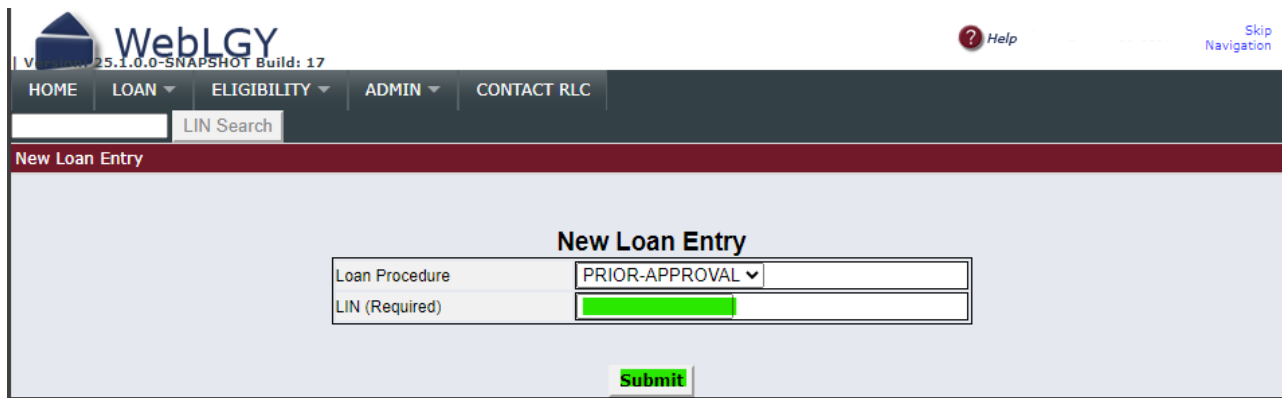 WebLGY
? Help
Skip
Navigation
| Version: 25.1.0.0-SNAPSHOT Build: 17
HOME LOAN ELIGIBILITY ADMIN CONTACT RLC
LIN Search
New Loan Entry
New Loan Entry
Loan Procedure PRIOR-APPROVAL
LIN (Required)
Submit